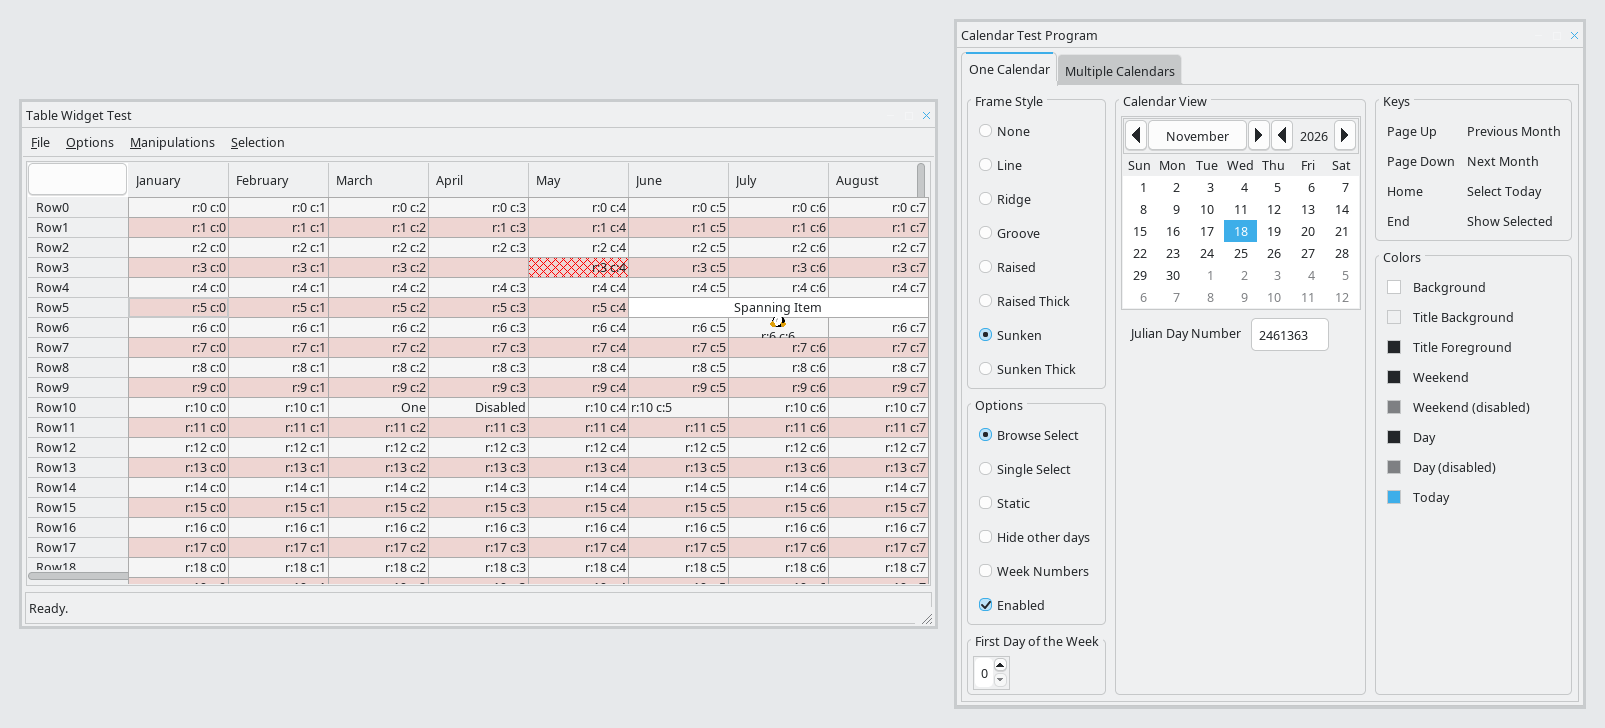 Table Widget Test
File Options Manipulations Selection
January February March April May June July August
Row0 r:0 c:0 r:0 c:1 r:0 c:2 r:0 c:3 r:0 c:4 r:0 c:5 r:0 c:6 r:0 c:7
Row1 r:1 c:0 r:1 c:1 r:1 c:2 r:1 c:3 r:1 c:4 r:1 c:5 r:1 c:6 r:1 c:7
Row2 r:2 c:0 r:2 c:1 r:2 c:2 r:2 c:3 r:2 c:4 r:2 c:5 r:2 c:6 r:2 c:7
Row3 r:3 c:0 r:3 c:1 r:3 c:2 r:3 c:4 r:3 c:5 r:3 c:6 r:3 c:7
Row4 r:4 c:0 r:4 c:1 r:4 c:2 r:4 c:3 r:4 c:4 r:4 c:5 r:4 c:6 r:4 c:7
Row5 r:5 c:0 r:5 c:1 r:5 c:2 r:5 c:3 r:5 c:4 Spanning Item
Row6 r:6 c:0 r:6 c:1 r:6 c:2 r:6 c:3 r:6 c:4 r:6 c:5 r:6 c:6 r:6 c:7
Row7 r:7 c:0 r:7 c:1 r:7 c:2 r:7 c:3 r:7 c:4 r:7 c:5 r:7 c:6 r:7 c:7
Row8 r:8 c:0 r:8 c:1 r:8 c:2 r:8 c:3 r:8 c:4 r:8 c:5 r:8 c:6 r:8 c:7
Row9 r:9 c:0 r:9 c:1 r:9 c:2 r:9 c:3 r:9 c:4 r:9 c:5 r:9 c:6 r:9 c:7
Row10 r:10 c:0 r:10 c:1 One Disabled r:10 c:4 r:10 c:5 r:10 c:6 r:10 c:7
Row11 r:11 c:0 r:11 c:1 r:11 c:2 r:11 c:3 r:11 c:4 r:11 c:5 r:11 c:6 r:11 c:7
Row12 r:12 c:0 r:12 c:1 r:12 c:2 r:12 c:3 r:12 c:4 r:12 c:5 r:12 c:6 r:12 c:7
Row13 r:13 c:0 r:13 c:1 r:13 c:2 r:13 c:3 r:13 c:4 r:13 c:5 r:13 c:6 r:13 c:7
Row14 r:14 c:0 r:14 c:1 r:14 c:2 r:14 c:3 r:14 c:4 r:14 c:5 r:14 c:6 r:14 c:7
Row15 r:15 c:0 r:15 c:1 r:15 c:2 r:15 c:3 r:15 c:4 r:15 c:5 r:15 c:6 r:15 c:7
Row16 r:16 c:0 r:16 c:1 r:16 c:2 r:16 c:3 r:16 c:4 r:16 c:5 r:16 c:6 r:16 c:7
Row17 r:17 c:0 r:17 c:1 r:17 c:2 r:17 c:3 r:17 c:4 r:17 c:5 r:17 c:6 r:17 c:7
Row18 r:18 c:0 r:18 c:1 r:18 c:2 r:18 c:3 r:18 c:4 r:18 c:5 r:18 c:6 r:18 c:7
Ready.
Calendar Test Program
One Calendar Multiple Calendars
Frame Style
None
Line
Ridge
Groove
Raised
Raised Thick
Sunken
Sunken Thick
Options
Browse Select
Single Select
Static
Hide other days
Week Numbers
Enabled
First Day of the Week
0
Calendar View
November 2026
Sun Mon Tue Wed Thu Fri Sat
1 2 3 4 5 6 7
8 9 10 11 12 13 14
15 16 17 18 19 20 21
22 23 24 25 26 27 28
29 30 1 2 3 4 5
6 7 8 9 10 11 12
Julian Day Number 2461363
Keys
Page Up Previous Month
Page Down Next Month
Home Select Today
End Show Selected
Colors
Background
Title Background
Title Foreground
Weekend
Weekend (disabled)
Day
Day (disabled)
Today